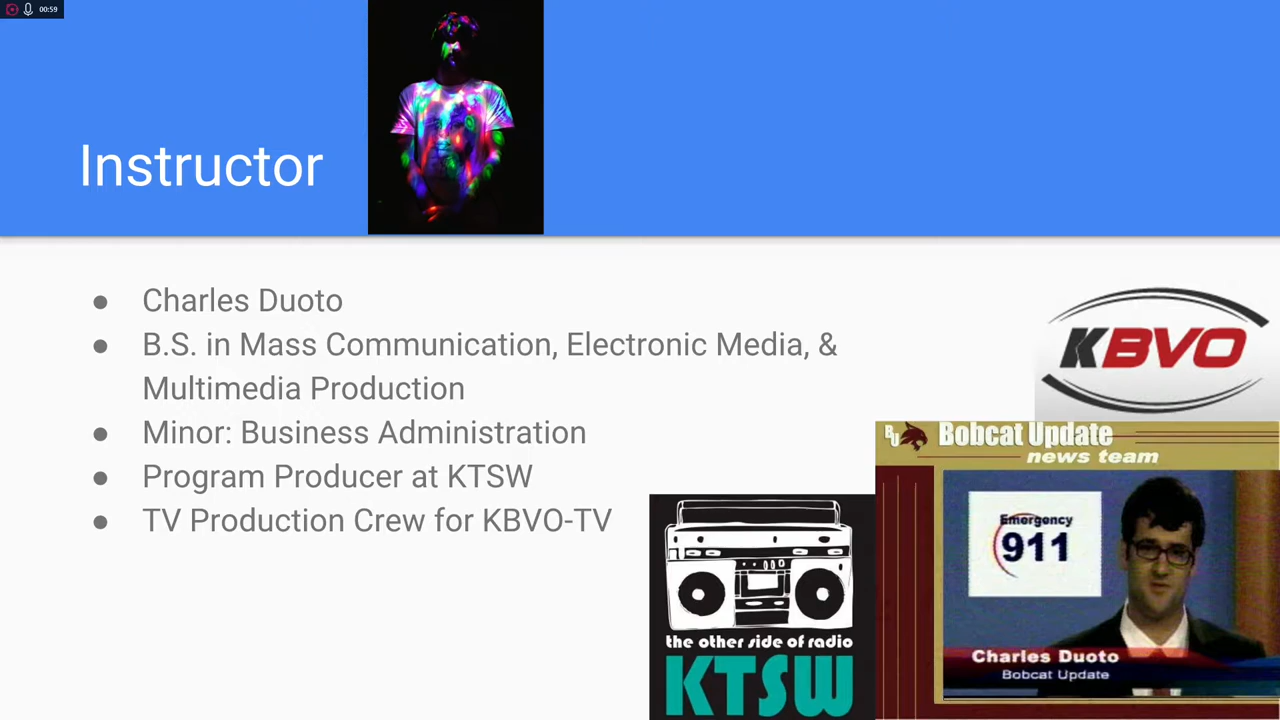 00:59
Instructor
● Charles Duoto
● B.S. in Mass Communication, Electronic Media, &
Multimedia Production
● Minor: Business Administration
● Program Producer at KTSW
● TV Production Crew for KBVO-TV
KBVO
BU Bobcat Update
news team
Emergency
911
Charles Duoto
Bobcat Update
the other side of radio
KTSW